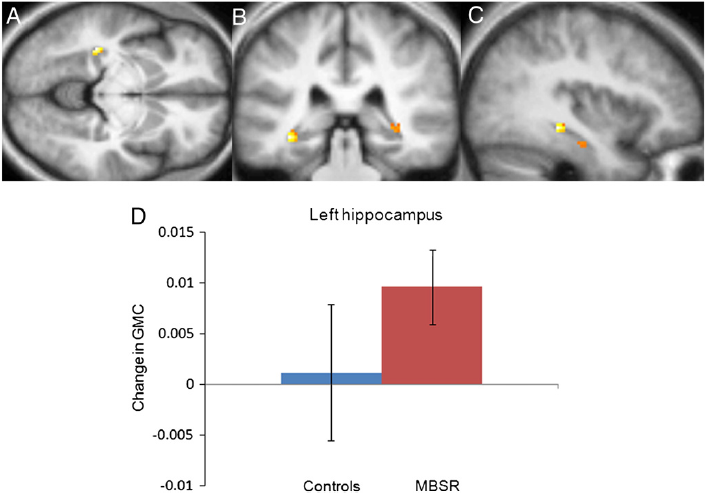 A
B
C
D
Left hippocampus
0.015
0.01
0.005
0
-0.005
-0.01
Change in GMC
Controls
MBSR